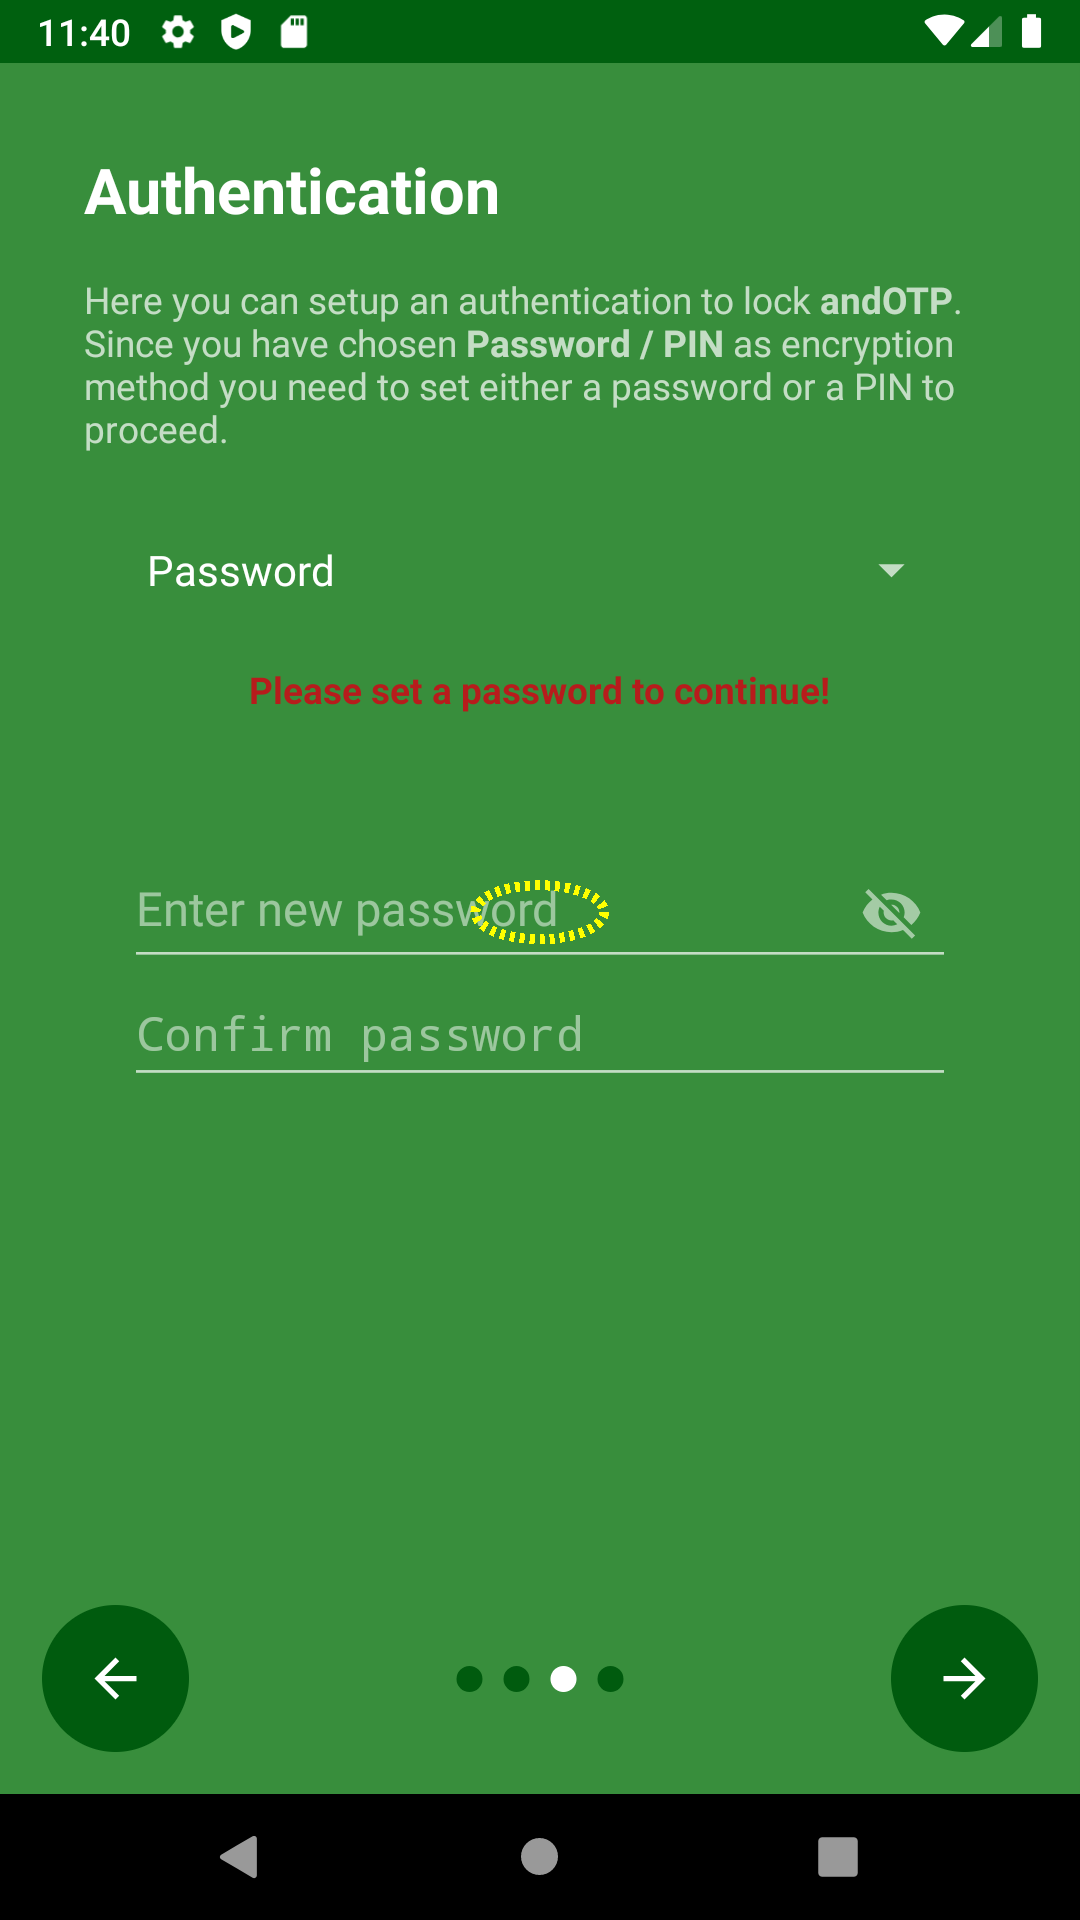 11:40
Authentication
Here you can setup an authentication to lock andOTP.
Since you have chosen Password / PIN as encryption
method you need to set either a password or a PIN to
proceed.
Password
Please set a password to continue!
Enter new password
Confirm password